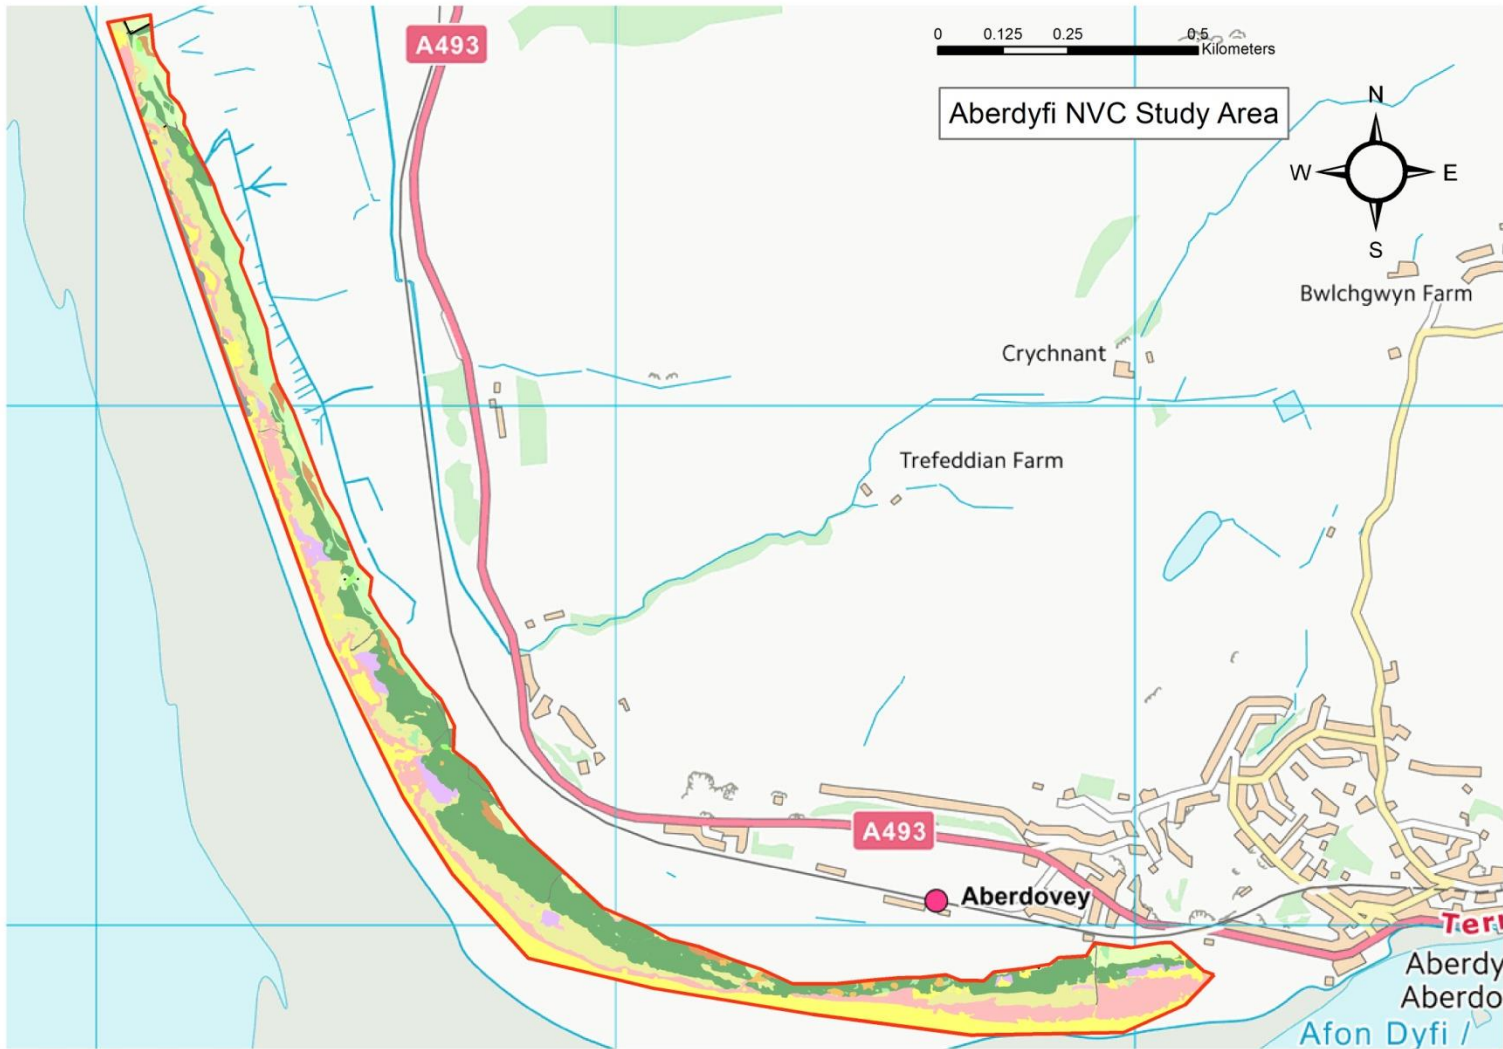 A493
0 0.125 0.25 0.5
Kilometers
Aberdyfi NVC Study Area
N
W E
S
Bwlchgwyn Farm
Crychnant
Trefeddian Farm
A493
Aberdovey
Terr
Aberdy
Aberdo
Afon Dyfi /